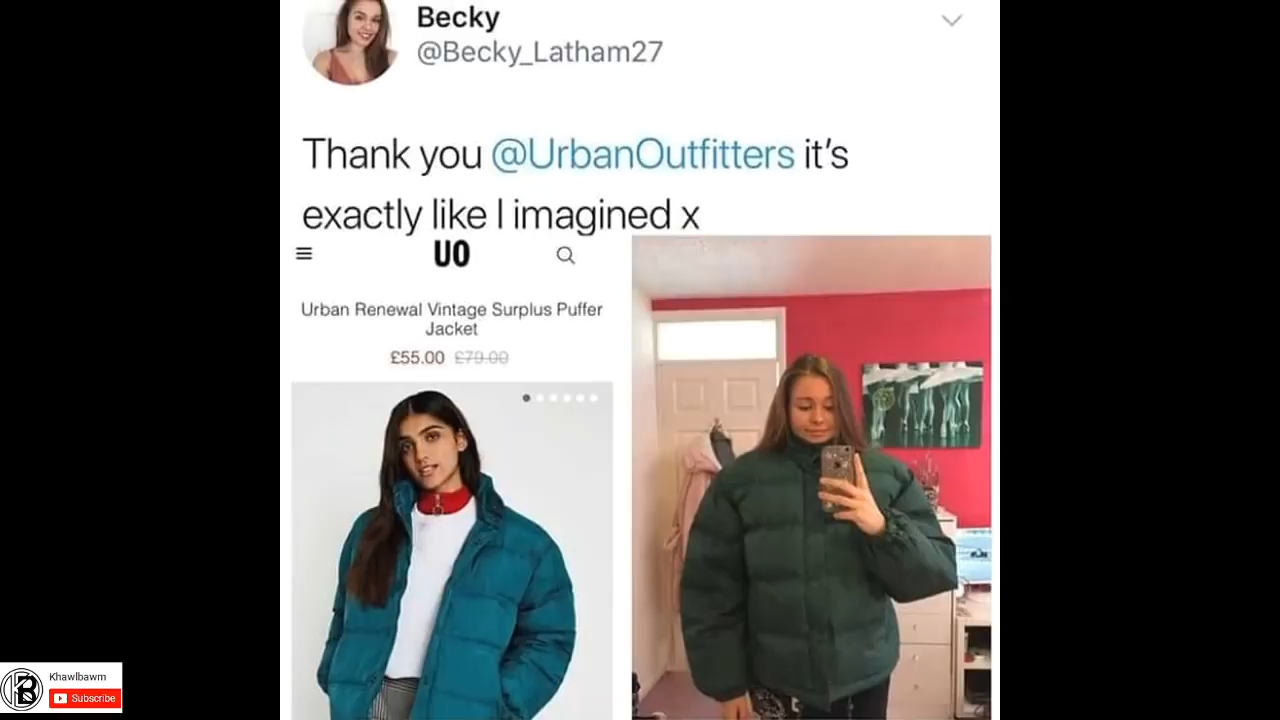 Becky
@Becky_Latham27
Thank you @UrbanOutfitters it's
exactly like I imagined x
UO
Urban Renewal Vintage Surplus Puffer
Jacket
£55.00 £79.00
Khawlbawm
Subscribe